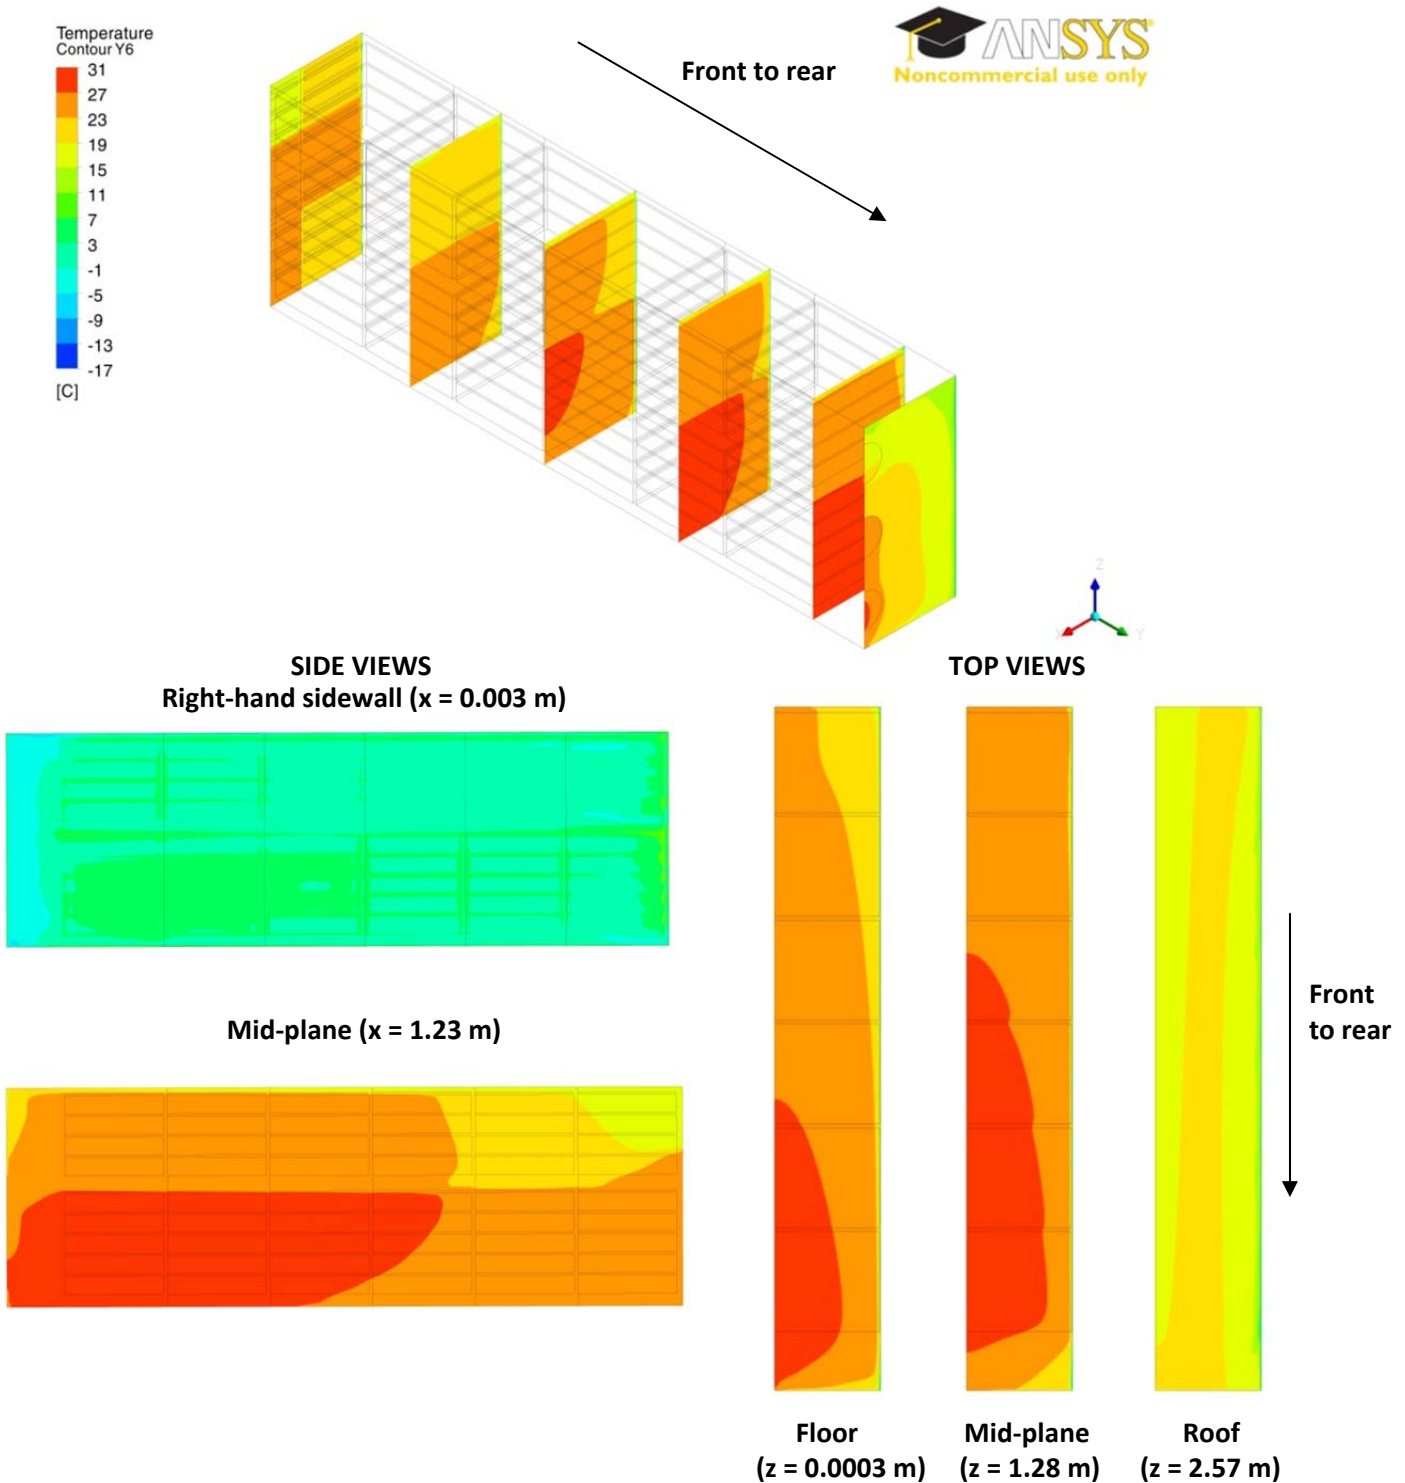 Temperature
Contour Y6
31
27
23
19
15
11
7
3
-1
-5
-9
-13
-17
[C]
Front to rear
ANSYS
Noncommercial use only
Z
X
Y
SIDE VIEWS
Right-hand sidewall (x = 0.003 m)
Mid-plane (x = 1.23 m)
TOP VIEWS
Front
to rear
Floor
(z = 0.0003 m)
Mid-plane
(z = 1.28 m)
Roof
(z = 2.57 m)